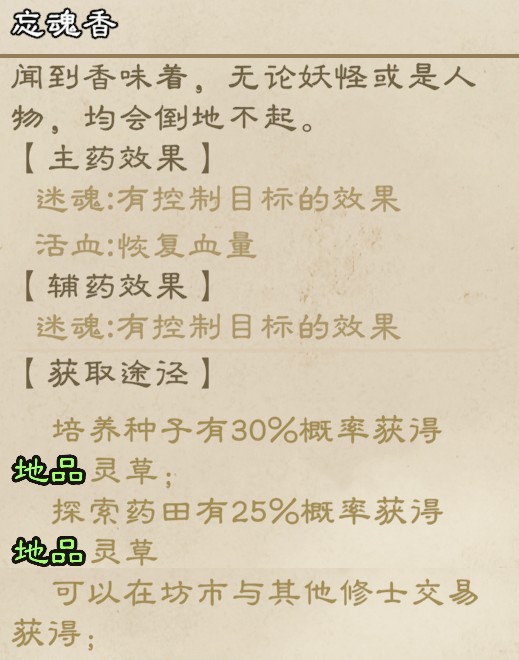 忘魂香
闻到香味着，无论妖怪或是人
物，均会倒地不起。
【主药效果】
迷魂:有控制目标的效果
活血:恢复血量
【辅药效果】
迷魂:有控制目标的效果
【获取途径】
培养种子有30%概率获得
地品灵草；
探索药田有25%概率获得
地品灵草
可以在坊市与其他修士交易
获得；